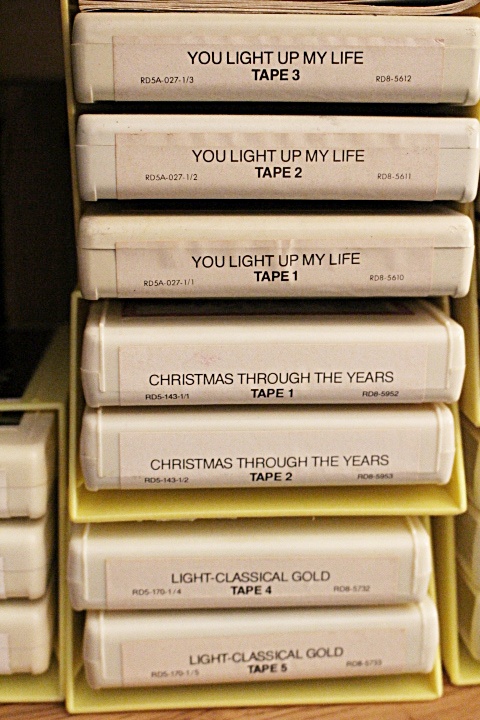 YOU LIGHT UP MY LIFE
TAPE 3
RD5A-027-1/3 RD8-5612
YOU LIGHT UP MY LIFE
TAPE 2
RD5A-027-1/2 RD8-5611
YOU LIGHT UP MY LIFE
TAPE 1
RD5A-027-1/1 RD8-5610
CHRISTMAS THROUGH THE YEARS
TAPE 1
RD5-143-1/1 RD8-5952
CHRISTMAS THROUGH THE YEARS
TAPE 2
RD5-143-1/2 RD8-5953
LIGHT-CLASSICAL GOLD
TAPE 4
RD5-170-1/4 RD8-5732
LIGHT-CLASSICAL GOLD
TAPE 5
RD5-170-1/5 RD8-5733